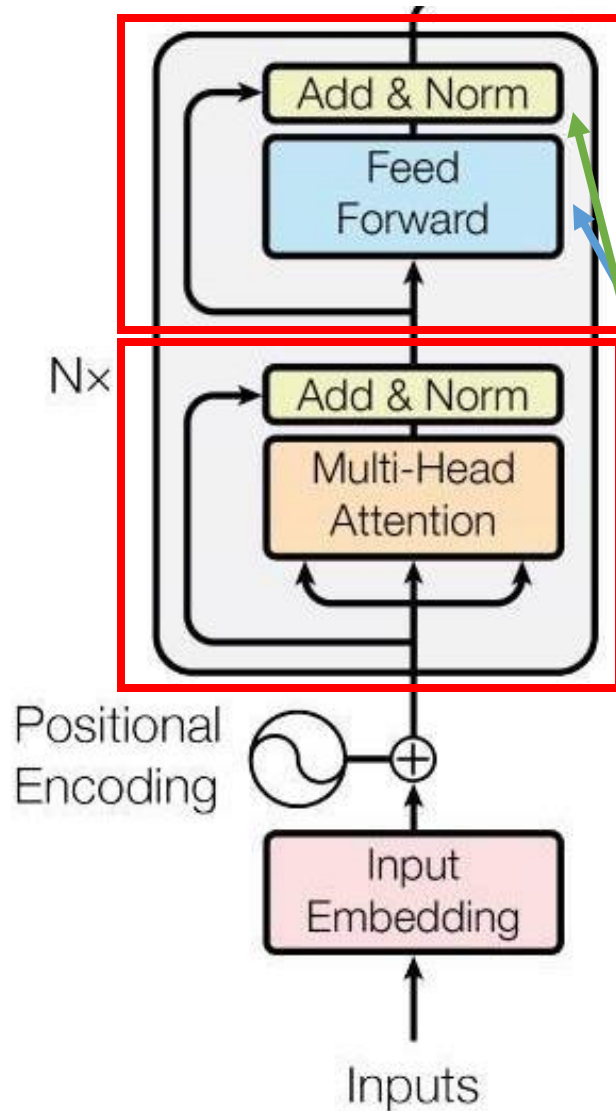 Add & Norm
Feed
Forward
N×
Add & Norm
Multi-Head
Attention
Positional
Encoding
Input
Embedding
Inputs